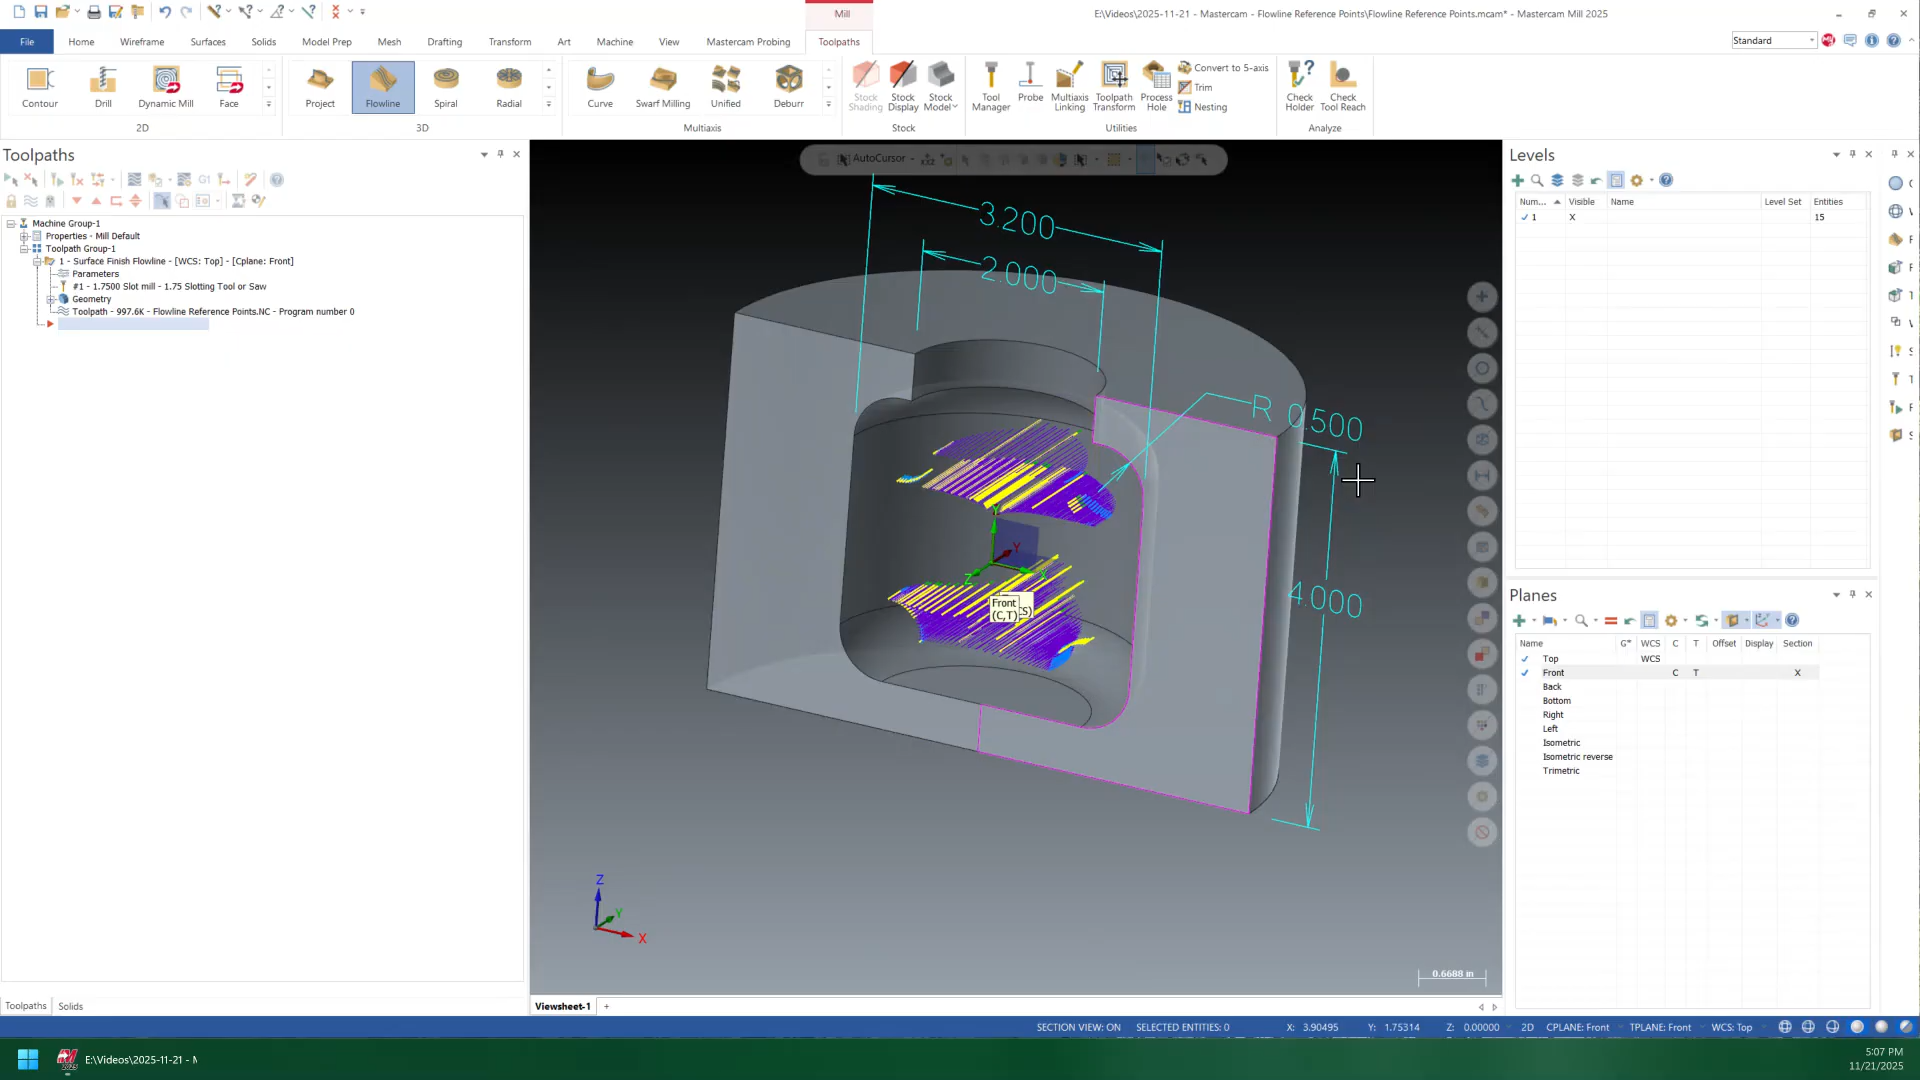 Mill
E:\Videos\2025-11-21 - Mastercam - Flowline Reference Points\Flowline Reference Points.mcam* - Mastercam Mill 2025
File Home Wireframe Surfaces Solids Model Prep Mesh Drafting Transform Art Machine View Mastercam Probing Toolpaths
Standard
Contour Drill Dynamic Mill Face
Project Flowline Spiral Radial
Curve Swarf Milling Unified Deburr
Stock Shading
Stock Display
Stock Model
Tool Manager
Probe
Multiaxis Linking
Toolpath Transform
Process Hole
Convert to 5-axis
Trim
Nesting
Check Holder
Check Tool Reach
2D 3D Multiaxis Stock Utilities Analyze
Toolpaths
G1
Machine Group-1
Properties - Mill Default
Toolpath Group-1
1 - Surface Finish Flowline - [WCS: Top] - [Cplane: Front]
Parameters
#1 - 1.7500 Slot mill - 1.75 Slotting Tool or Saw
Geometry
Toolpath - 997.6K - Flowline Reference Points.NC - Program number 0
Toolpaths Solids
AutoCursor
3.200
2.000
R 0.500
4.000
Y
Y
Z
X
Front
(C,T)
Z
Y
X
0.6688 in
Viewsheet-1 +
Levels
Num... Visible Name Level Set Entities
1 X 15
Planes
Name G* WCS C T Offset Display Section
Top WCS
Front C T X
Back
Bottom
Right
Left
Isometric
Isometric reverse
Trimetric
SECTION VIEW: ON SELECTED ENTITIES: 0 X: 3.90495 Y: 1.75314 Z: 0.00000 2D CPLANE: Front TPLANE: Front WCS: Top
E:\Videos\2025-11-21 - M
5:07 PM
11/21/2025